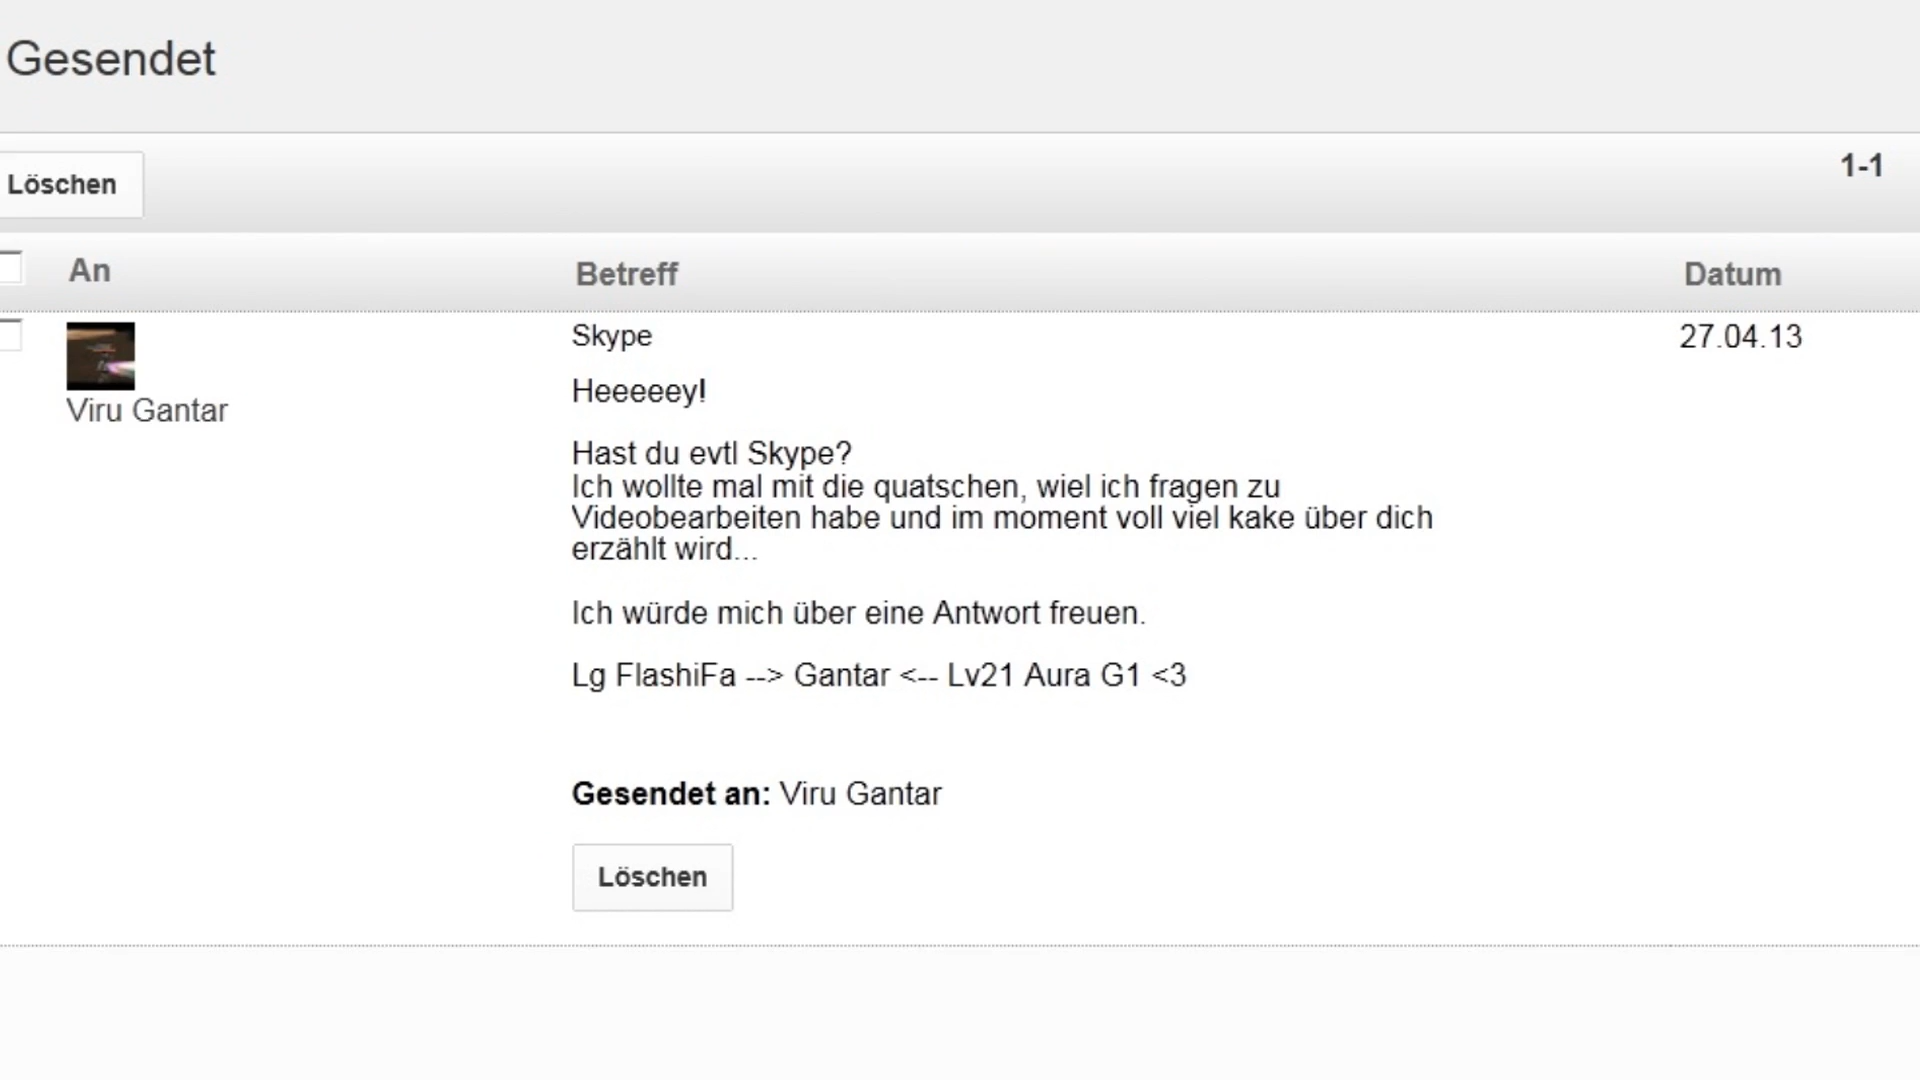 Gesendet
Löschen
1-1
An
Betreff
Datum
Skype
27.04.13
Heeeeey!
Viru Gantar
Hast du evtl Skype?
Ich wollte mal mit die quatschen, wiel ich fragen zu
Videobearbeiten habe und im moment voll viel kake über dich
erzählt wird...
Ich würde mich über eine Antwort freuen.
Lg FlashiFa --> Gantar <-- Lv21 Aura G1 <3
Gesendet an: Viru Gantar
Löschen